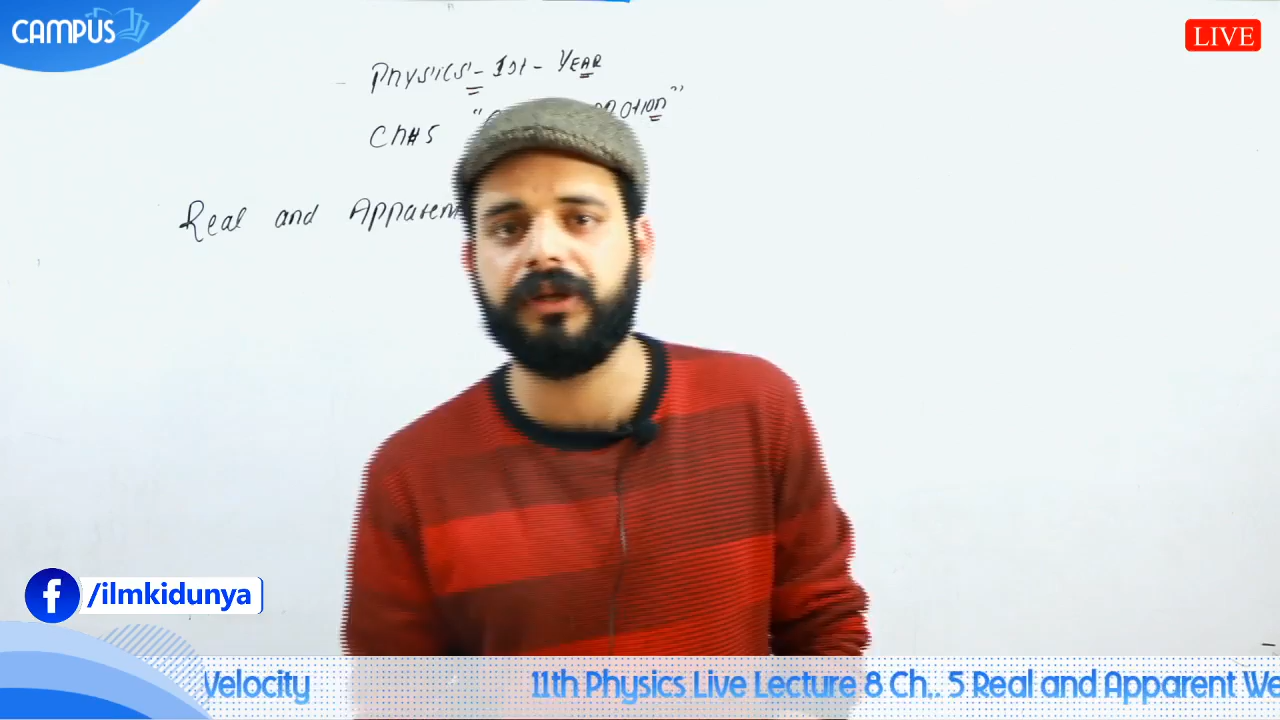 CAMPUS
LIVE
Physics - 1st - YEAR
Ch#5 "
Real and Apparen
/ilmkidunya
Velocity 11th Physics Live Lecture 8 Ch,. 5 Real and Apparent We